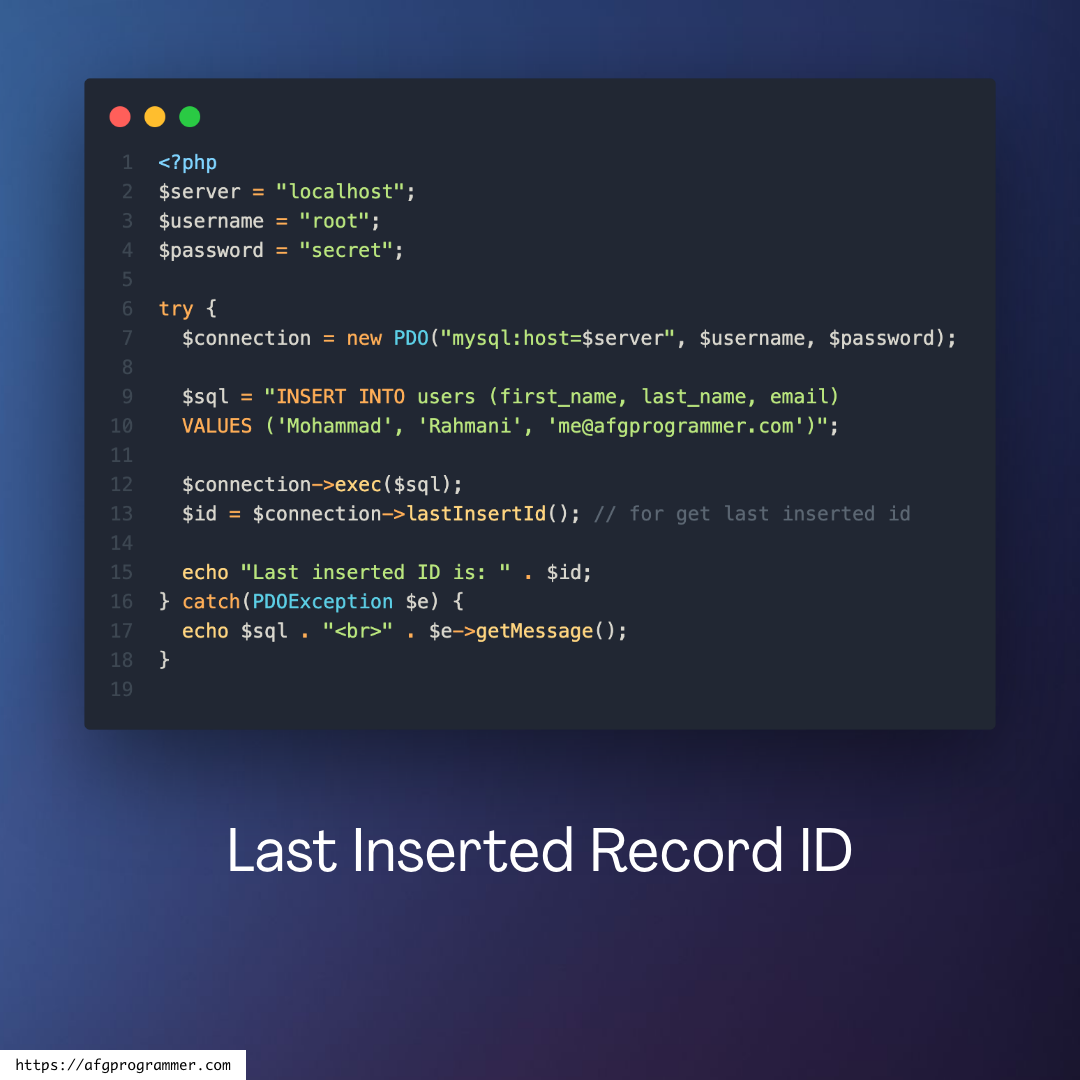 1 <?php
2 $server = "localhost";
3 $username = "root";
4 $password = "secret";
5
6 try {
7   $connection = new PDO("mysql:host=$server", $username, $password);
8
9   $sql = "INSERT INTO users (first_name, last_name, email)
10   VALUES ('Mohammad', 'Rahmani', 'me@afgprogrammer.com')";
11
12   $connection->exec($sql);
13   $id = $connection->lastInsertId(); // for get last inserted id
14
15   echo "Last inserted ID is: " . $id;
16 } catch(PDOException $e) {
17   echo $sql . "<br>" . $e->getMessage();
18 }
19
Last Inserted Record ID
https://afgprogrammer.com